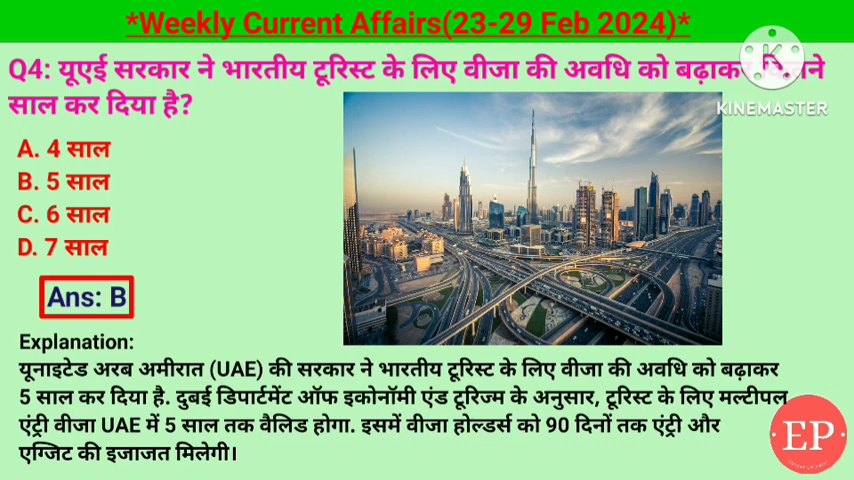 *Weekly Current Affairs(23-29 Feb 2024)*
Q4: यूएई सरकार ने भारतीय टूरिस्ट के लिए वीजा की अवधि को बढ़ाकर कितने
साल कर दिया है?
KINEMASTER
A. 4 साल
B. 5 साल
C. 6 साल
D. 7 साल
Ans: B
Explanation:
यूनाइटेड अरब अमीरात (UAE) की सरकार ने भारतीय टूरिस्ट के लिए वीजा की अवधि को बढ़ाकर
5 साल कर दिया है. दुबई डिपार्टमेंट ऑफ इकोनॉमी एंड टूरिज्म के अनुसार, टूरिस्ट के लिए मल्टीपल
एंट्री वीजा UAE में 5 साल तक वैलिड होगा. इसमें वीजा होल्डर्स को 90 दिनों तक एंट्री और
एग्जिट की इजाजत मिलेगी।
EP